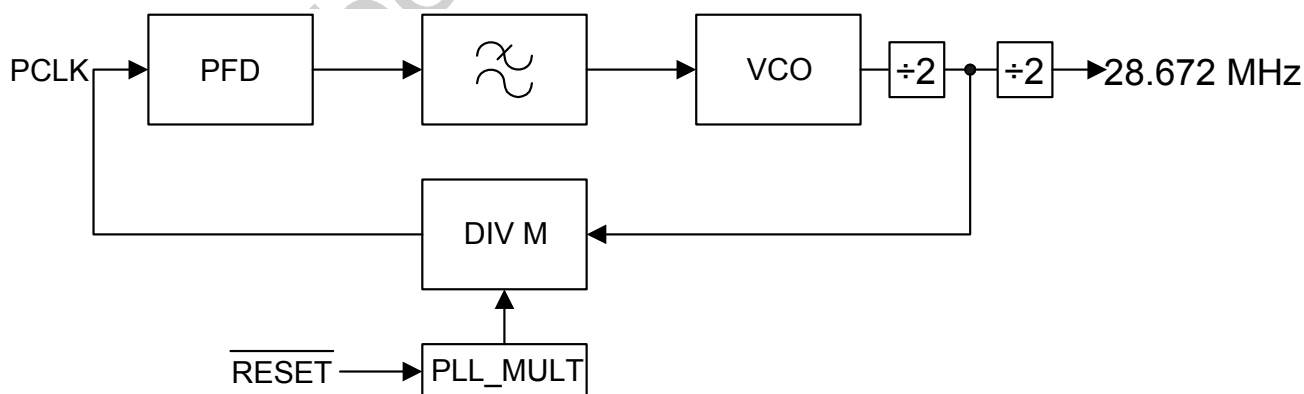 PCLK
PFD
VCO
÷2
÷2
28.672 MHz
DIV M
RESET
PLL_MULT